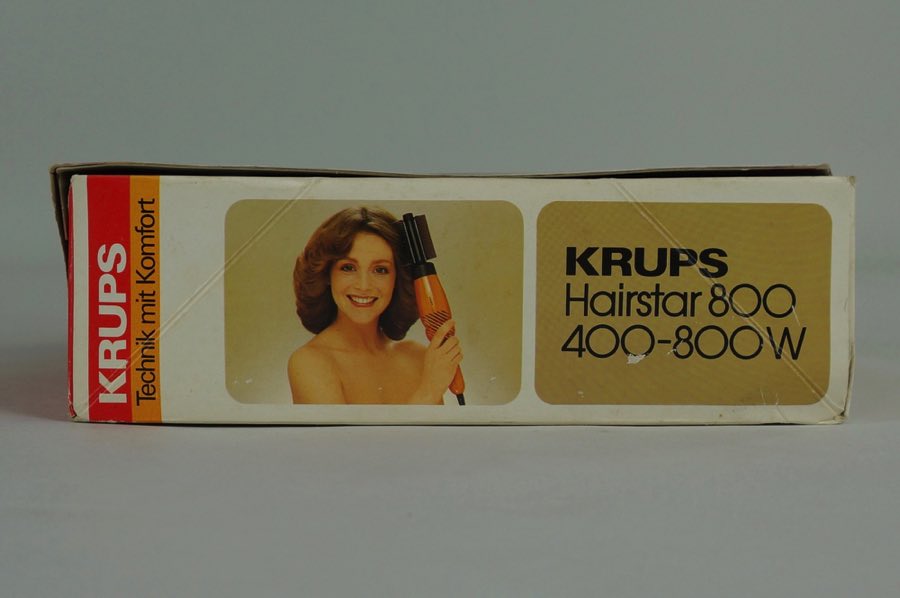 KRUPS
Technik mit Komfort
KRUPS
Hairstar 800
400-800W